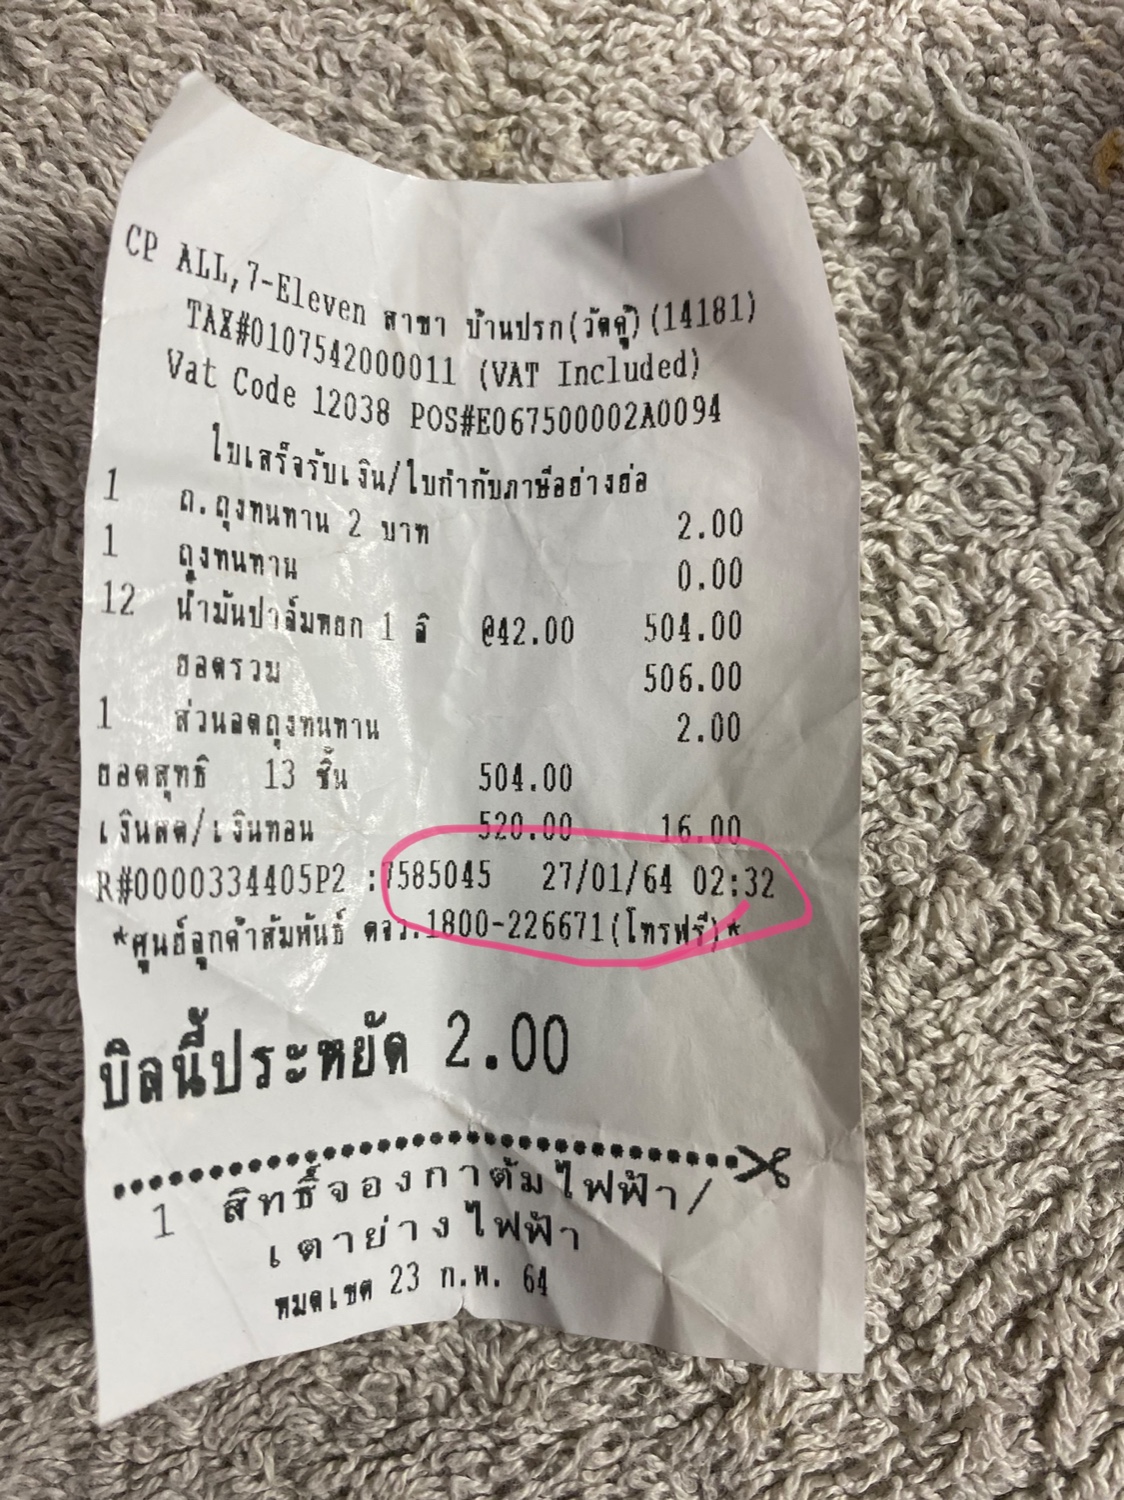 CP ALL,7-Eleven สาขา บ้านปรก(วัดคู้)(14181)
TAX#0107542000011 (VAT Included)
Vat Code 12038 POS#E067500002A0094
ใบเสร็จรับเงิน/ใบกำกับภาษีอย่างย่อ
1 ถ.ถุงทนทาน 2 บาท 2.00
1 ถุงทนทาน 0.00
12 น้ำมันปาล์มหยก 1 ลิ @42.00 504.00
ยอดรวม 506.00
1 ส่วนลดถุงทนทาน 2.00
ยอดสุทธิ 13 ชิ้น 504.00
เงินสด/เงินทอน 520.00 16.00
R#0000334405P2 :7585045 27/01/64 02:32
*ศูนย์ลูกค้าสัมพันธ์ ตจว.1800-226671(โทรฟรี)*
บิลนี้ประหยัด 2.00
1 สิทธิ์จองกาต้มไฟฟ้า/
เตาย่างไฟฟ้า
หมดเขต 23 ก.พ. 64